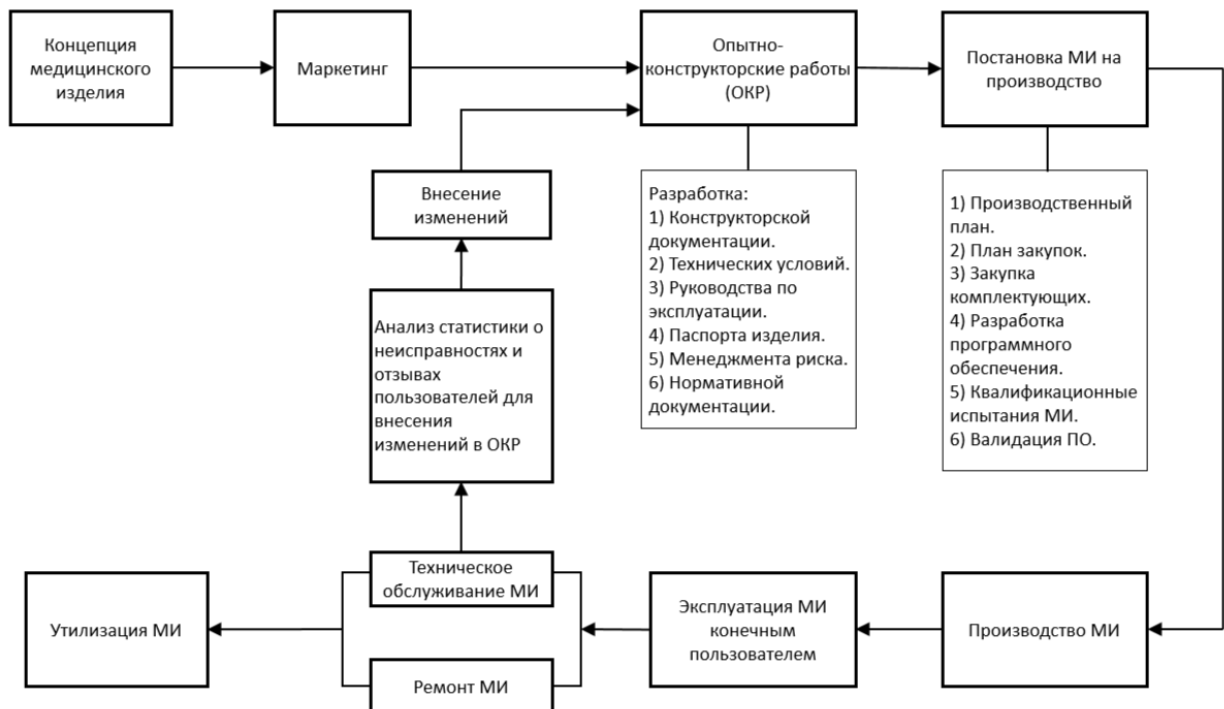 Концепция
медицинского
изделия
Маркетинг
Опытно-
конструкторские работы
(ОКР)
Постановка МИ на
производство
Внесение
изменений
Разработка:
1) Конструкторской
документации.
2) Технических условий.
3) Руководства по
эксплуатации.
4) Паспорта изделия.
5) Менеджмента риска.
6) Нормативной
документации.
1) Производственный
план.
2) План закупок.
3) Закупка
комплектующих.
4) Разработка
программного
обеспечения.
5) Квалификационные
испытания МИ.
6) Валидация ПО.
Анализ статистики о
неисправностях и
отзывах
пользователей для
внесения
изменений в ОКР
Утилизация МИ
Техническое
обслуживание МИ
Ремонт МИ
Эксплуатация МИ
конечным
пользователем
Производство МИ